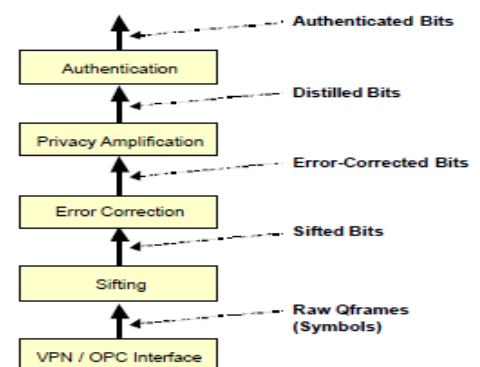 Authenticated Bits
Authentication
Distilled Bits
Privacy Amplification
Error-Corrected Bits
Error Correction
Sifted Bits
Sifting
Raw Qframes
(Symbols)
VPN / OPC Interface